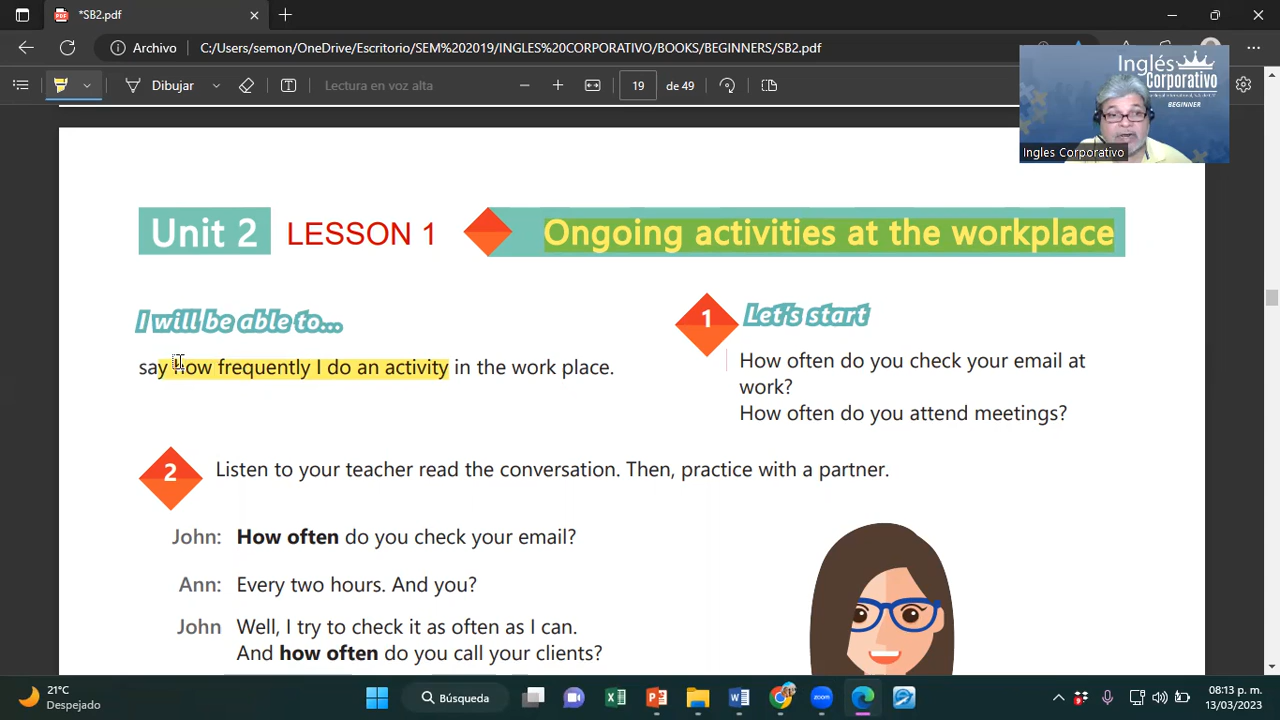 *SB2.pdf
Archivo
C:/Users/semon/OneDrive/Escritorio/SEM%202019/INGLES%20CORPORATIVO/BOOKS/BEGINNERS/SB2.pdf
Dibujar
Lectura en voz alta
19 de 49
Inglés
Corporativo
BEGINNER
Ingles Corporativo
Unit 2 LESSON 1 Ongoing activities at the workplace
I will be able to...
say how frequently I do an activity in the work place.
1 Let's start
How often do you check your email at
work?
How often do you attend meetings?
2 Listen to your teacher read the conversation. Then, practice with a partner.
John: How often do you check your email?
Ann: Every two hours. And you?
John Well, I try to check it as often as I can.
And how often do you call your clients?
21°C
Despejado
Búsqueda
08:13 p. m.
13/03/2023